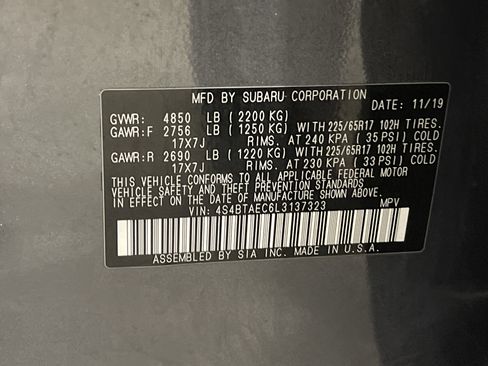 MFD BY SUBARU CORPORATION
DATE: 11/19
GVWR: 4850 LB (2200 KG)
GAWR:F 2756 LB (1250 KG) WITH 225/65R17 102H TIRES.
17X7J RIMS. AT 240 KPA ( 35 PSI) COLD
GAWR:R 2690 LB (1220 KG) WITH 225/65R17 102H TIRES.
17X7J RIMS. AT 230 KPA ( 33 PSI) COLD
THIS VEHICLE CONFORMS TO ALL APPLICABLE FEDERAL MOTOR
VEHICLE SAFETY AND THEFT PREVENTION STANDARDS
IN EFFECT ON THE DATE OF MANUFACTURE SHOWN ABOVE.
VIN: 4S4BTAEC6L3137323 MPV
ASSEMBLED BY SIA INC. MADE IN U.S.A.